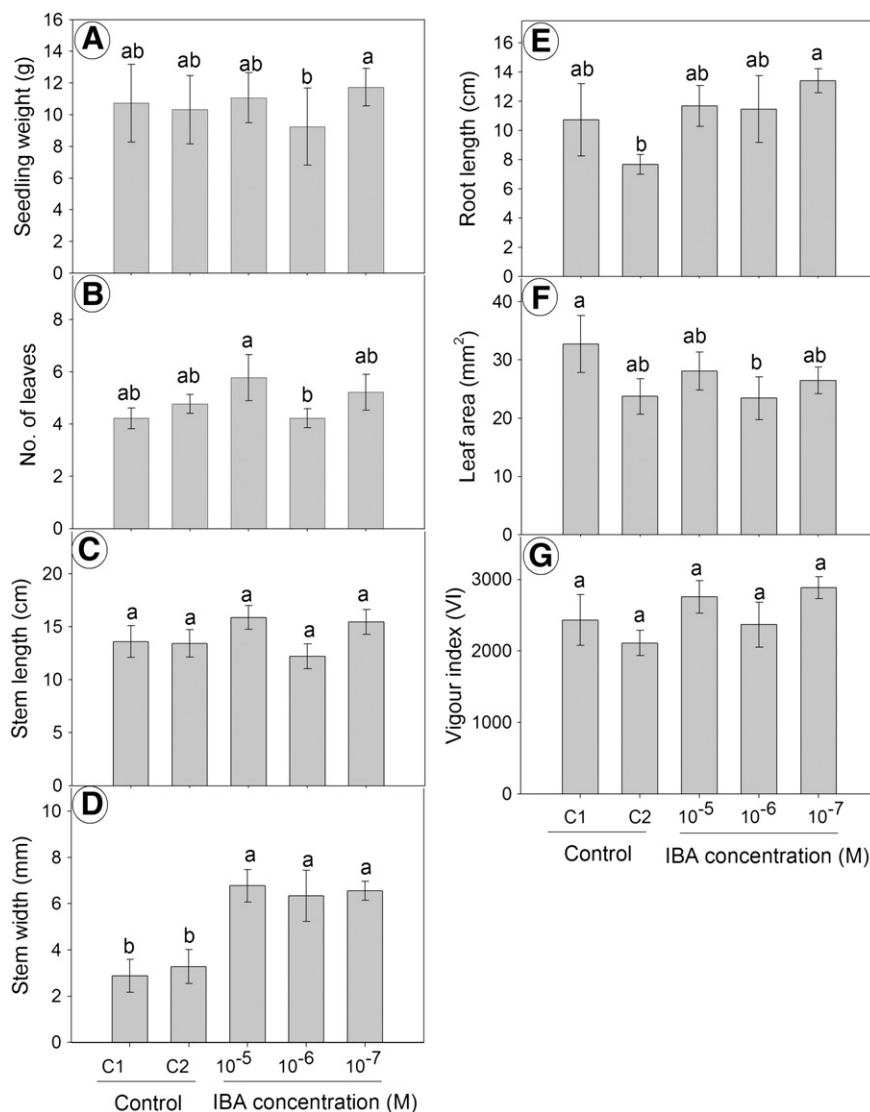 A
Seedling weight (g)
16
14
12
10
8
6
4
2
0
ab
ab
ab
b
a
B
No. of leaves
8
6
4
2
0
ab
ab
a
b
ab
C
Stem length (cm)
20
15
10
5
0
a
a
a
a
a
D
Stem width (mm)
10
8
6
4
2
0
b
b
a
a
a
C1 C2 10⁻⁵ 10⁻⁶ 10⁻⁷
Control IBA concentration (M)
E
Root length (cm)
16
14
12
10
8
6
4
2
0
ab
b
ab
ab
a
F
Leaf area (mm²)
40
30
20
10
0
a
ab
ab
b
ab
G
Vigour index (VI)
3000
2000
1000
0
a
a
a
a
a
C1 C2 10⁻⁵ 10⁻⁶ 10⁻⁷
Control IBA concentration (M)